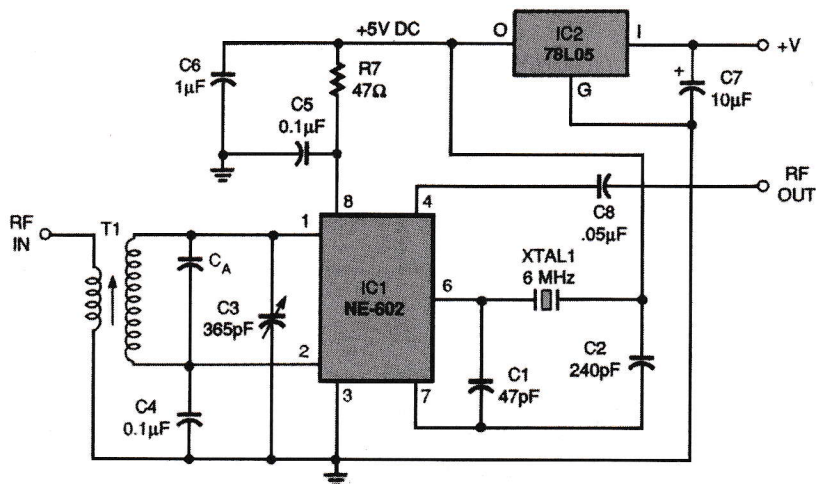 +5V DC
O
IC2
78L05
I
+V
G
+
C7
10µF
C6
1µF
R7
47Ω
C5
0.1µF
8
4
C8
.05µF
RF
OUT
RF
IN
T1
1
CA
C3
365pF
2
IC1
NE-602
6
XTAL1
6 MHz
C4
0.1µF
3
7
C1
47pF
C2
240pF